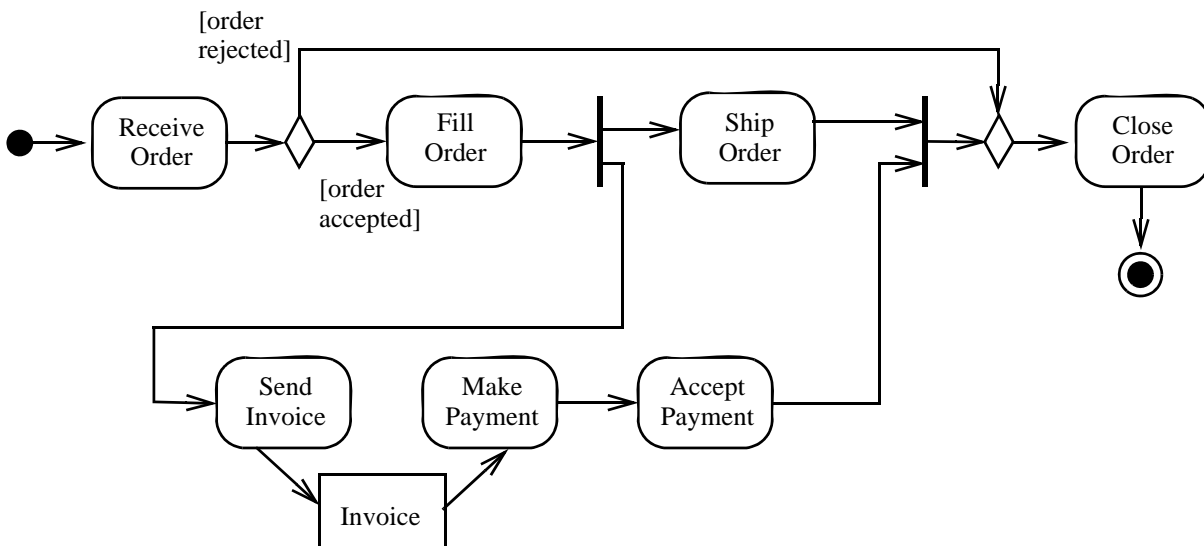 [order
rejected]
Receive
Order
Fill
Order
Ship
Order
Close
Order
[order
accepted]
Send
Invoice
Make
Payment
Accept
Payment
Invoice